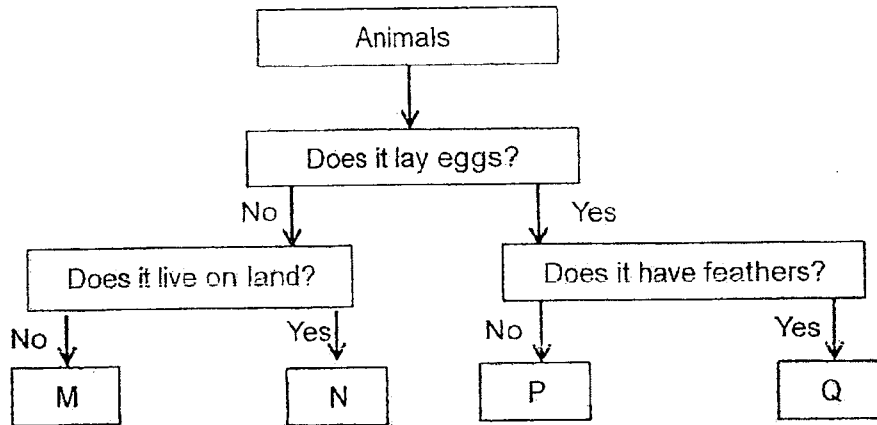 Animals
Does it lay eggs?
No
Yes
Does it live on land?
Does it have feathers?
No
Yes
No
Yes
M
N
P
Q